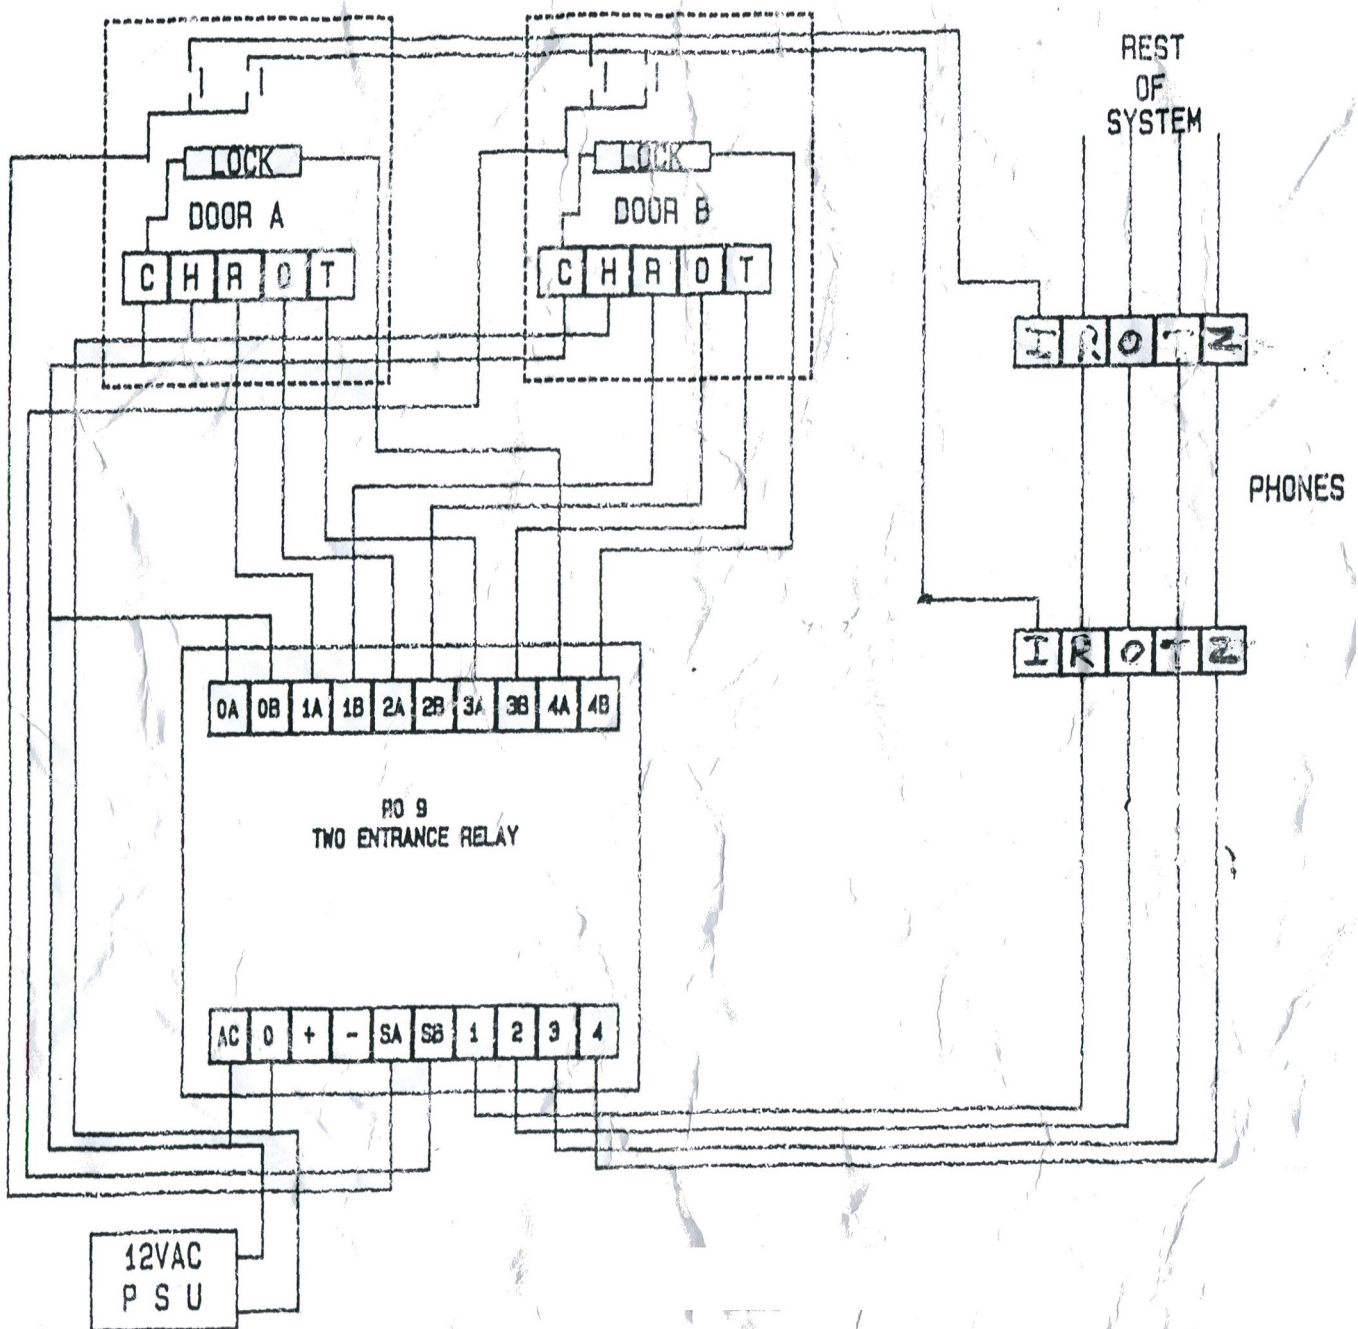 REST
OF
SYSTEM
LOCK
LOCK
DOOR A
DOOR B
C H R O T
C H R O T
I R O T Z
PHONES
I R O T Z
0A 0B 1A 1B 2A 2B 3A 3B 4A 4B
RO 9
TWO ENTRANCE RELAY
AC 0 + - SA SB 1 2 3 4
12VAC
P S U